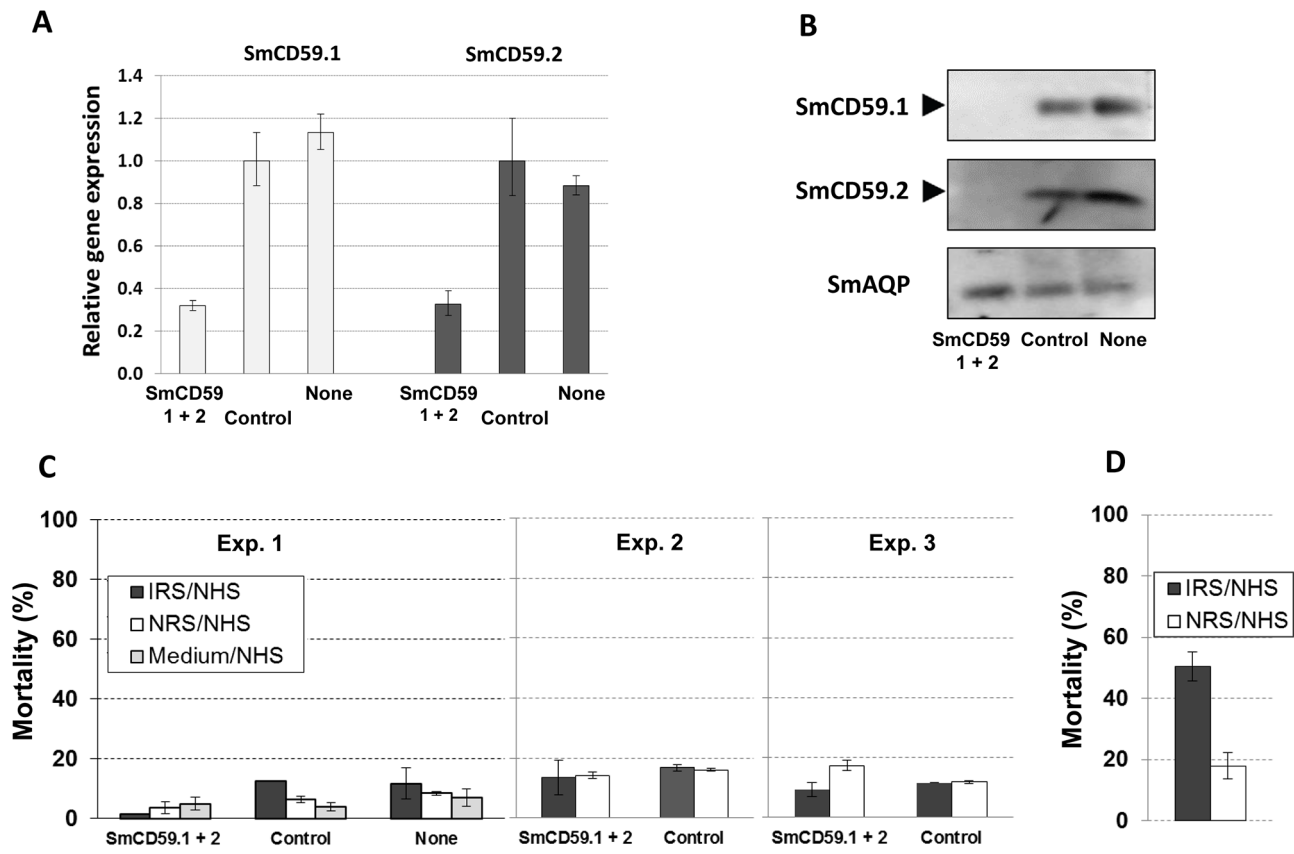 A
SmCD59.1 SmCD59.2
Relative gene expression
1.4
1.2
1.0
0.8
0.6
0.4
0.2
0.0
SmCD59 None SmCD59 None
1 + 2 Control 1 + 2 Control
B
SmCD59.1
SmCD59.2
SmAQP
SmCD59 Control None
1 + 2
C
Mortality (%)
100
80
60
40
20
0
Exp. 1 Exp. 2 Exp. 3
IRS/NHS
NRS/NHS
Medium/NHS
SmCD59.1 + 2 Control None SmCD59.1 + 2 Control SmCD59.1 + 2 Control
D
Mortality (%)
100
80
60
40
20
0
IRS/NHS
NRS/NHS